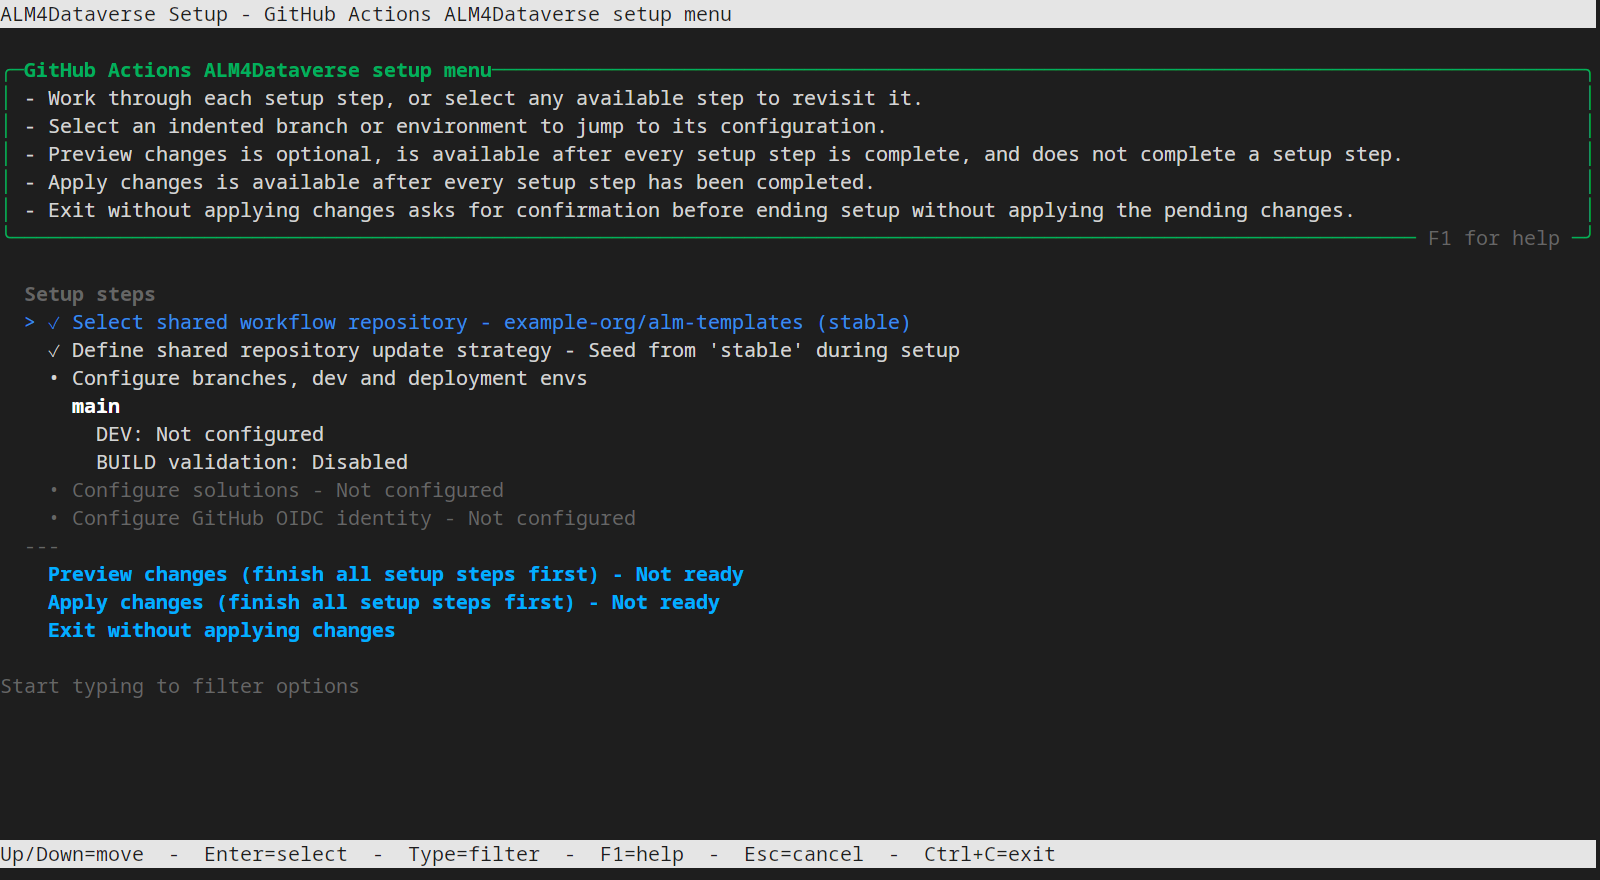 ALM4Dataverse Setup - GitHub Actions ALM4Dataverse setup menu
GitHub Actions ALM4Dataverse setup menu
- Work through each setup step, or select any available step to revisit it.
- Select an indented branch or environment to jump to its configuration.
- Preview changes is optional, is available after every setup step is complete, and does not complete a setup step.
- Apply changes is available after every setup step has been completed.
- Exit without applying changes asks for confirmation before ending setup without applying the pending changes.
F1 for help
Setup steps
> ✓ Select shared workflow repository - example-org/alm-templates (stable)
✓ Define shared repository update strategy - Seed from 'stable' during setup
• Configure branches, dev and deployment envs
main
DEV: Not configured
BUILD validation: Disabled
• Configure solutions - Not configured
• Configure GitHub OIDC identity - Not configured
---
Preview changes (finish all setup steps first) - Not ready
Apply changes (finish all setup steps first) - Not ready
Exit without applying changes
Start typing to filter options
Up/Down=move - Enter=select - Type=filter - F1=help - Esc=cancel - Ctrl+C=exit